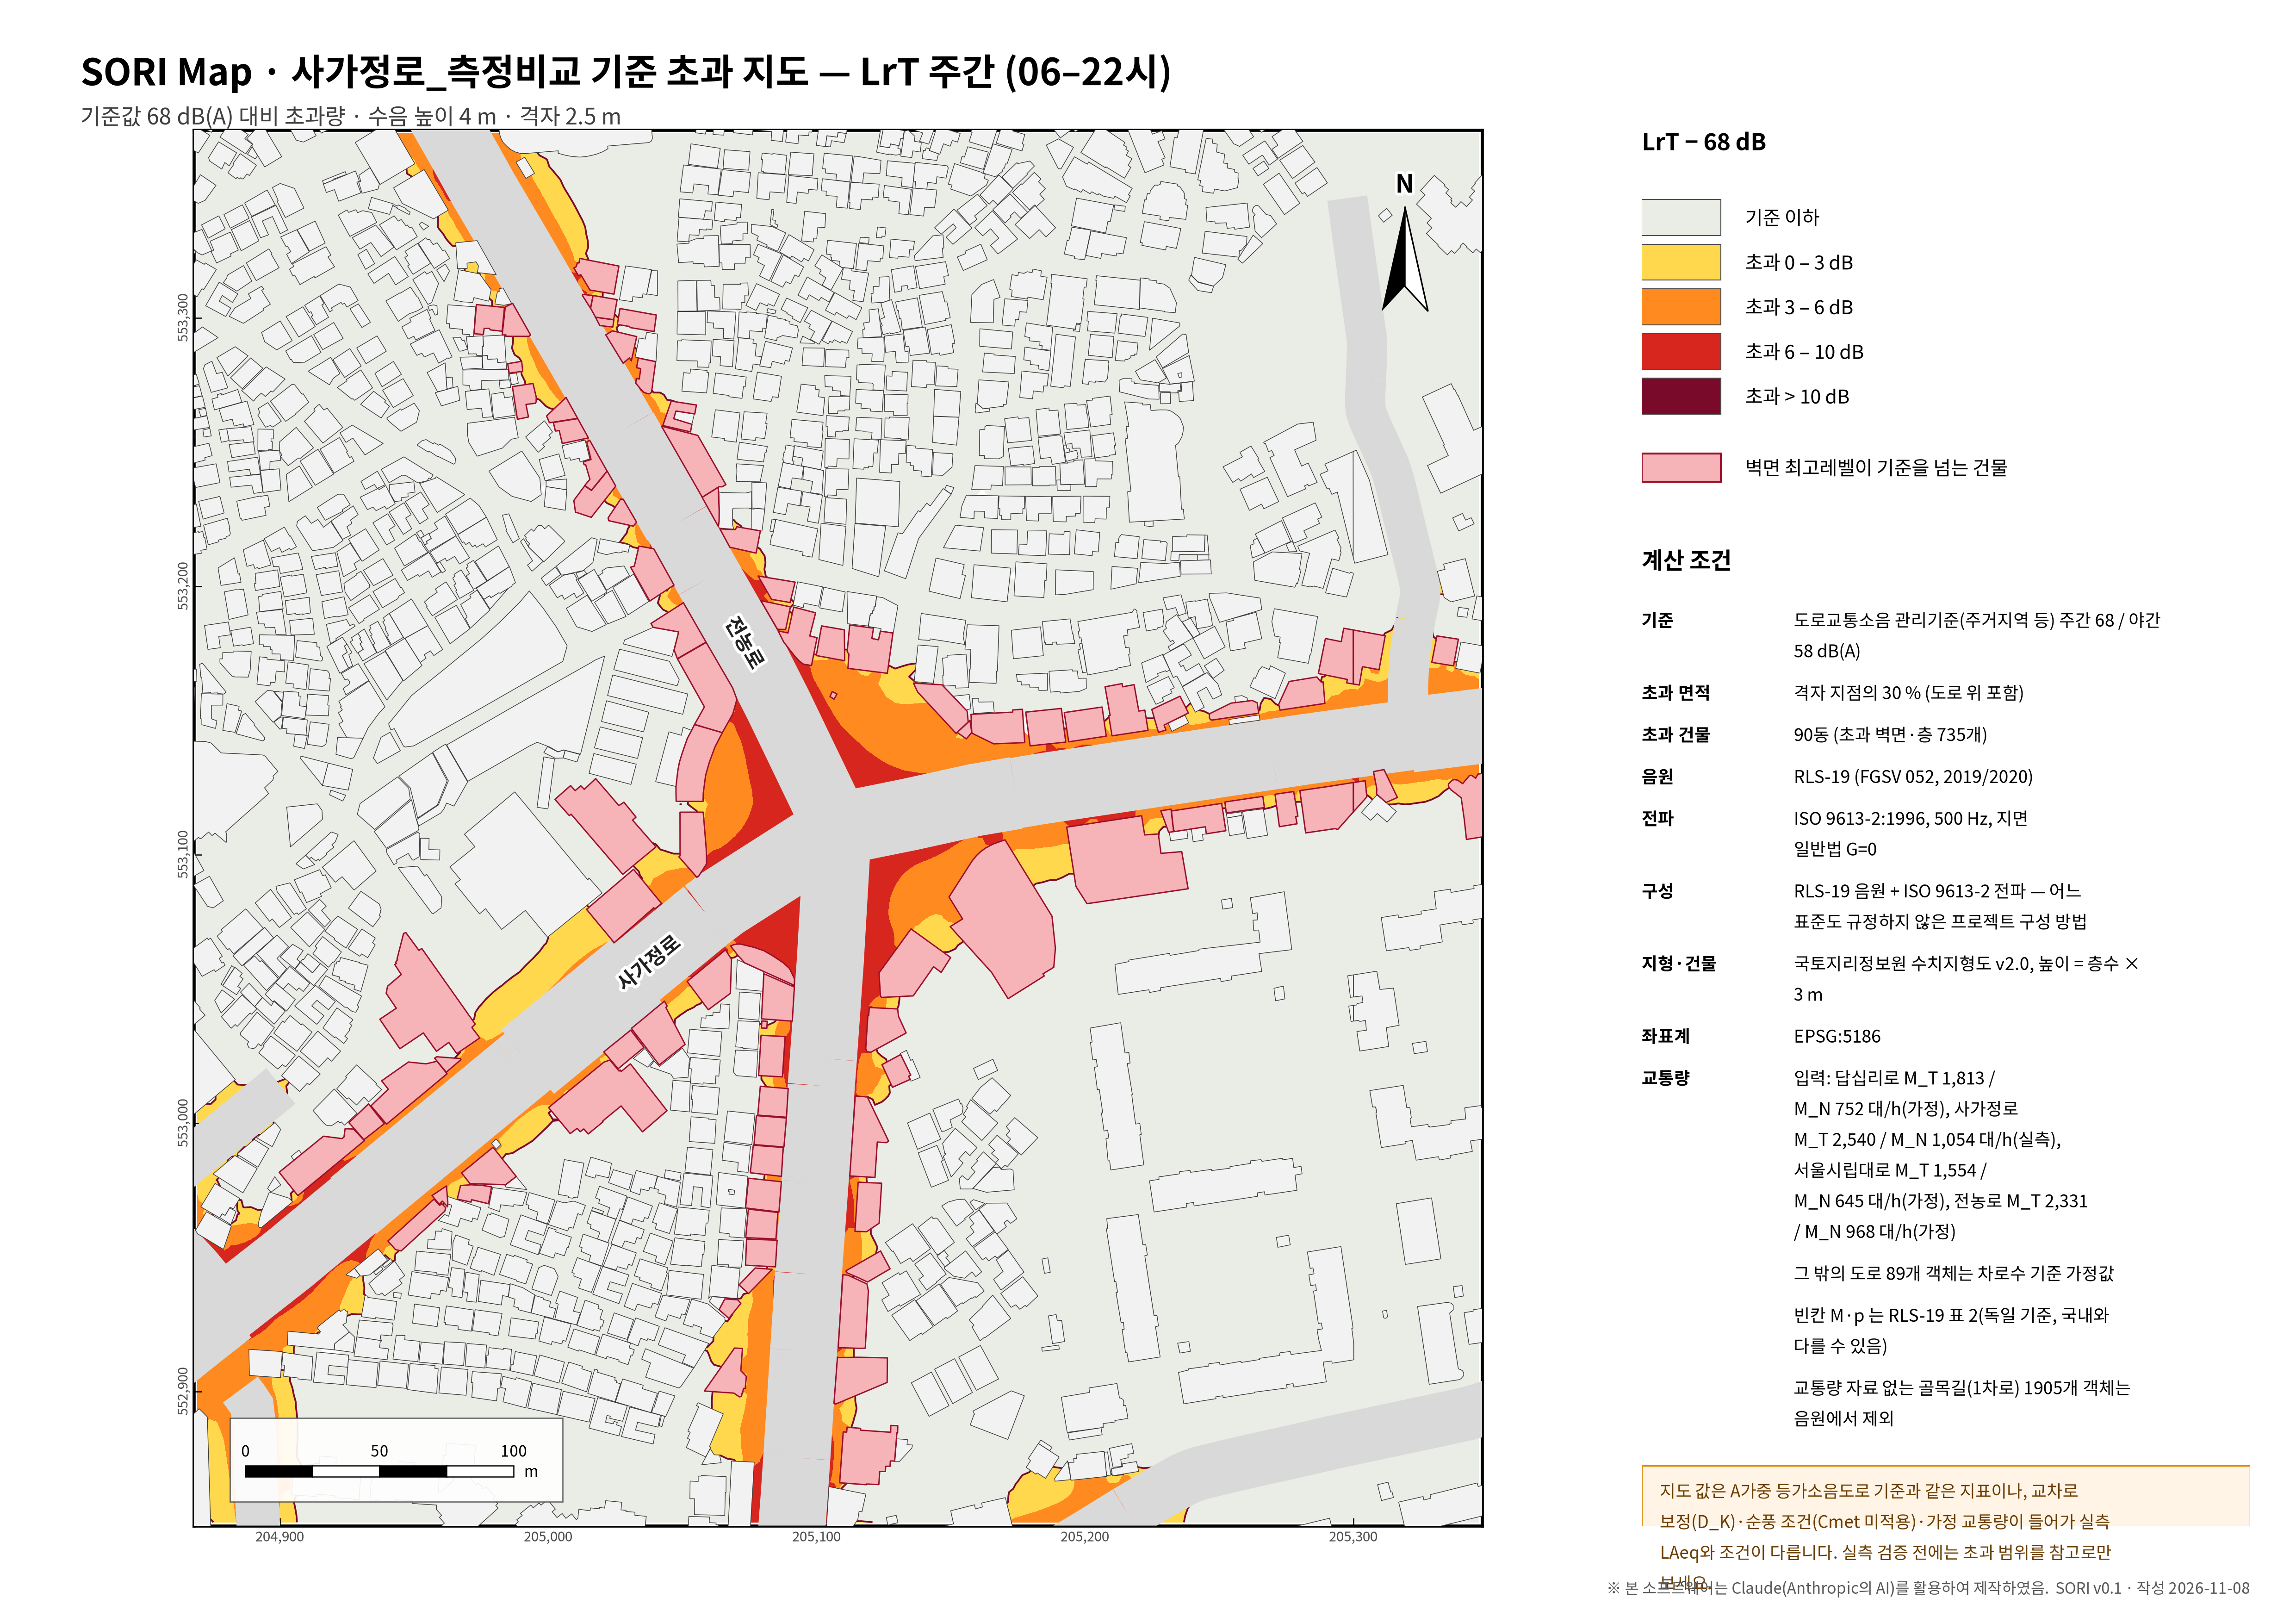 SORI Map · 사가정로_측정비교 기준 초과 지도 — LrT 주간 (06–22시)
기준값 68 dB(A) 대비 초과량 · 수음 높이 4 m · 격자 2.5 m
N
553,300
553,200
553,100
553,000
552,900
전농로
사가정로
0 50 100
m
204,900 205,000 205,100 205,200 205,300
LrT − 68 dB
기준 이하
초과 0 – 3 dB
초과 3 – 6 dB
초과 6 – 10 dB
초과 > 10 dB
벽면 최고레벨이 기준을 넘는 건물
계산 조건
기준 도로교통소음 관리기준(주거지역 등) 주간 68 / 야간
58 dB(A)
초과 면적 격자 지점의 30 % (도로 위 포함)
초과 건물 90동 (초과 벽면·층 735개)
음원 RLS-19 (FGSV 052, 2019/2020)
전파 ISO 9613-2:1996, 500 Hz, 지면
일반법 G=0
구성 RLS-19 음원 + ISO 9613-2 전파 — 어느
표준도 규정하지 않은 프로젝트 구성 방법
지형·건물 국토지리정보원 수치지형도 v2.0, 높이 = 층수 ×
3 m
좌표계 EPSG:5186
교통량 입력: 답십리로 M_T 1,813 /
M_N 752 대/h(가정), 사가정로
M_T 2,540 / M_N 1,054 대/h(실측),
서울시립대로 M_T 1,554 /
M_N 645 대/h(가정), 전농로 M_T 2,331
/ M_N 968 대/h(가정)
그 밖의 도로 89개 객체는 차로수 기준 가정값
빈칸 M·p 는 RLS-19 표 2(독일 기준, 국내와
다를 수 있음)
교통량 자료 없는 골목길(1차로) 1905개 객체는
음원에서 제외
지도 값은 A가중 등가소음도로 기준과 같은 지표이나, 교차로
보정(D_K)·순풍 조건(Cmet 미적용)·가정 교통량이 들어가 실측
LAeq와 조건이 다릅니다. 실측 검증 전에는 초과 범위를 참고로만
보세요.
※ 본 소프트웨어는 Claude(Anthropic의 AI)를 활용하여 제작하였음. SORI v0.1 · 작성 2026-11-08